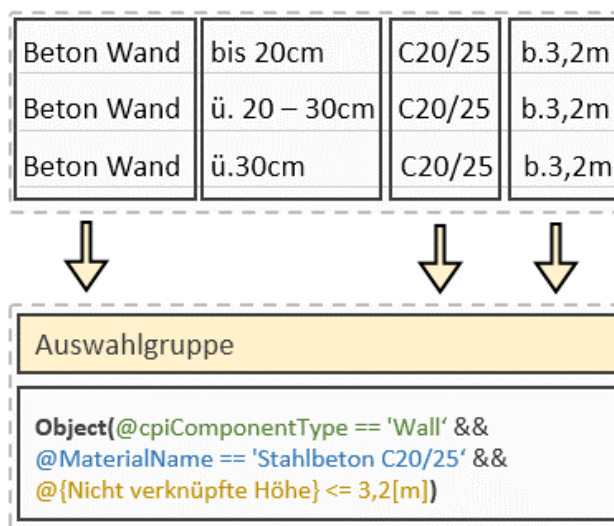 Beton Wand bis 20cm C20/25 b.3,2m
Beton Wand ü. 20 – 30cm C20/25 b.3,2m
Beton Wand ü.30cm C20/25 b.3,2m
Auswahlgruppe
Object(@cpiComponentType == 'Wall‘ &&
@MaterialName == 'Stahlbeton C20/25‘ &&
@{Nicht verknüpfte Höhe} <= 3,2[m])